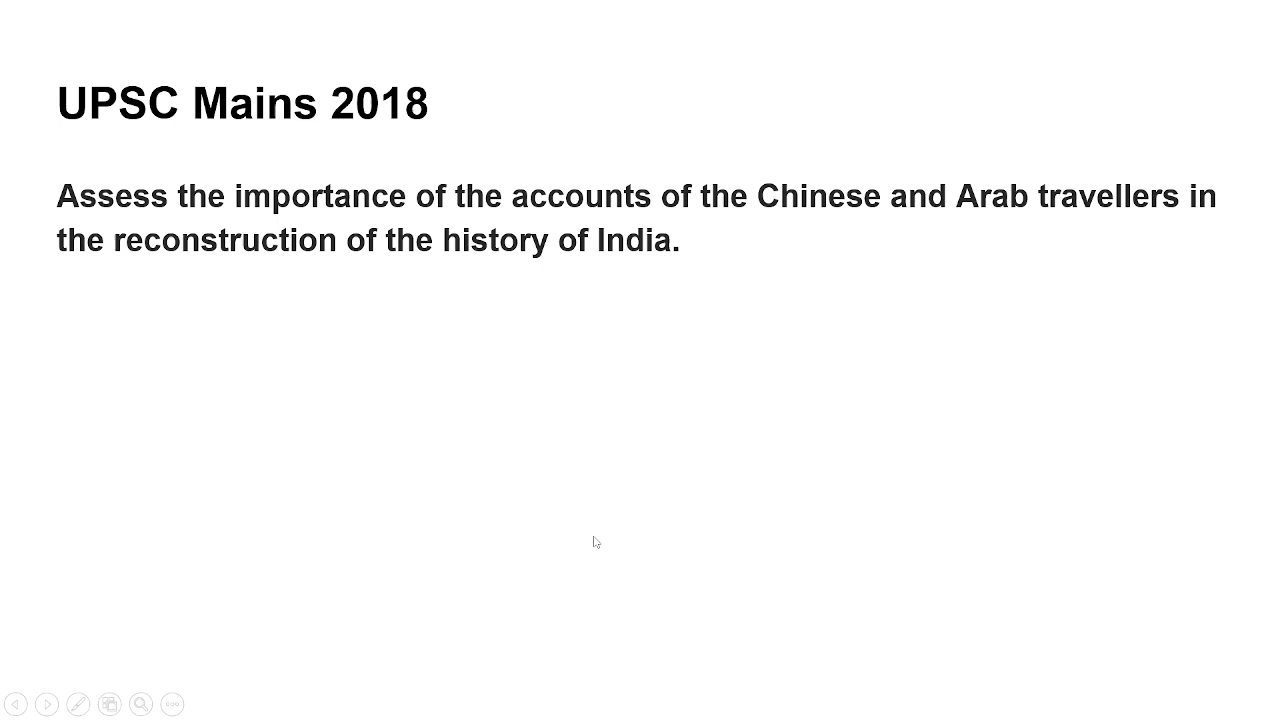 UPSC Mains 2018
Assess the importance of the accounts of the Chinese and Arab travellers in
the reconstruction of the history of India.